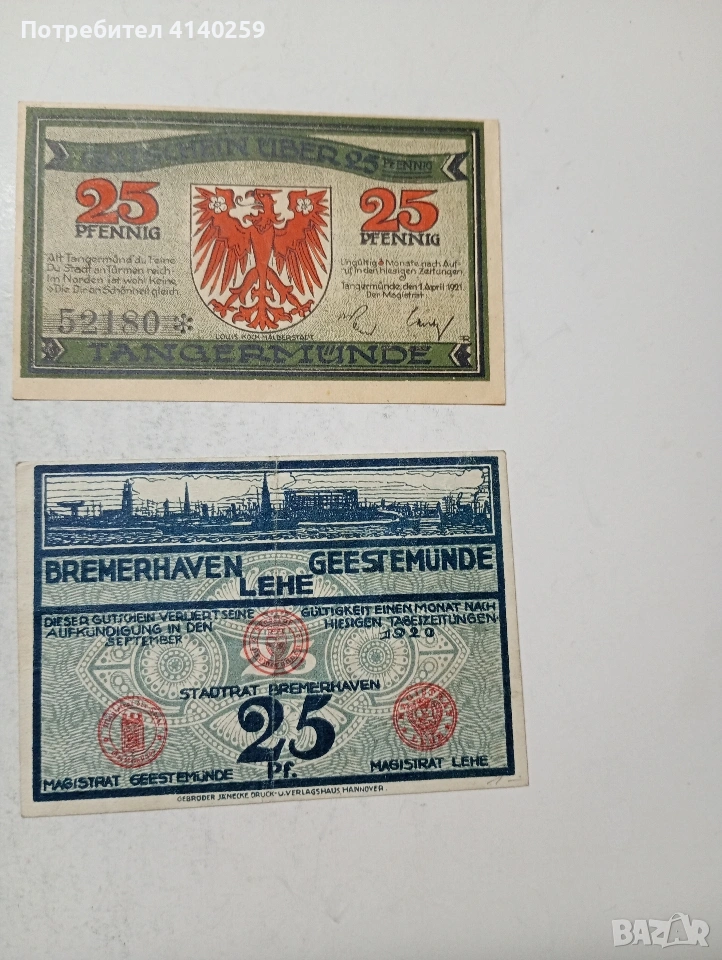 Потребител 4140259
GUTSCHEIN ÜBER 25 PFENNIG
25
PFENNIG
25
PFENNIG
Alt Tangermünd' du Feine
Du Stadt an Türmen reich
Im Norden ist wohl Keine,
Die Dir an Schönheit gleich.
Ungültig Monate nach Auf-
ruf in den hiesigen Zeitungen
Tangermünde, den 1. April 1921.
Der Magistrat
52180 *
LOUIS KOCH HALBERSTADT
TANGERMÜNDE
BREMERHAVEN GEESTEMÜNDE
LEHE
DIESER GUTSCHEIN VERLIERT SEINE GÜLTIGKEIT EINEN MONAT NACH
AUFKÜNDIGUNG IN DEN HIESIGEN TAGEIZEITUNGEN.
SEPTEMBER 1920
STADTRAT BREMERHAVEN
25
Pf.
MAGISTRAT GEESTEMÜNDE
MAGISTRAT LEHE
GEBRÜDER JÄNECKE DRUCK- U. VERLAGSHAUS HANNOVER.
BAZAR